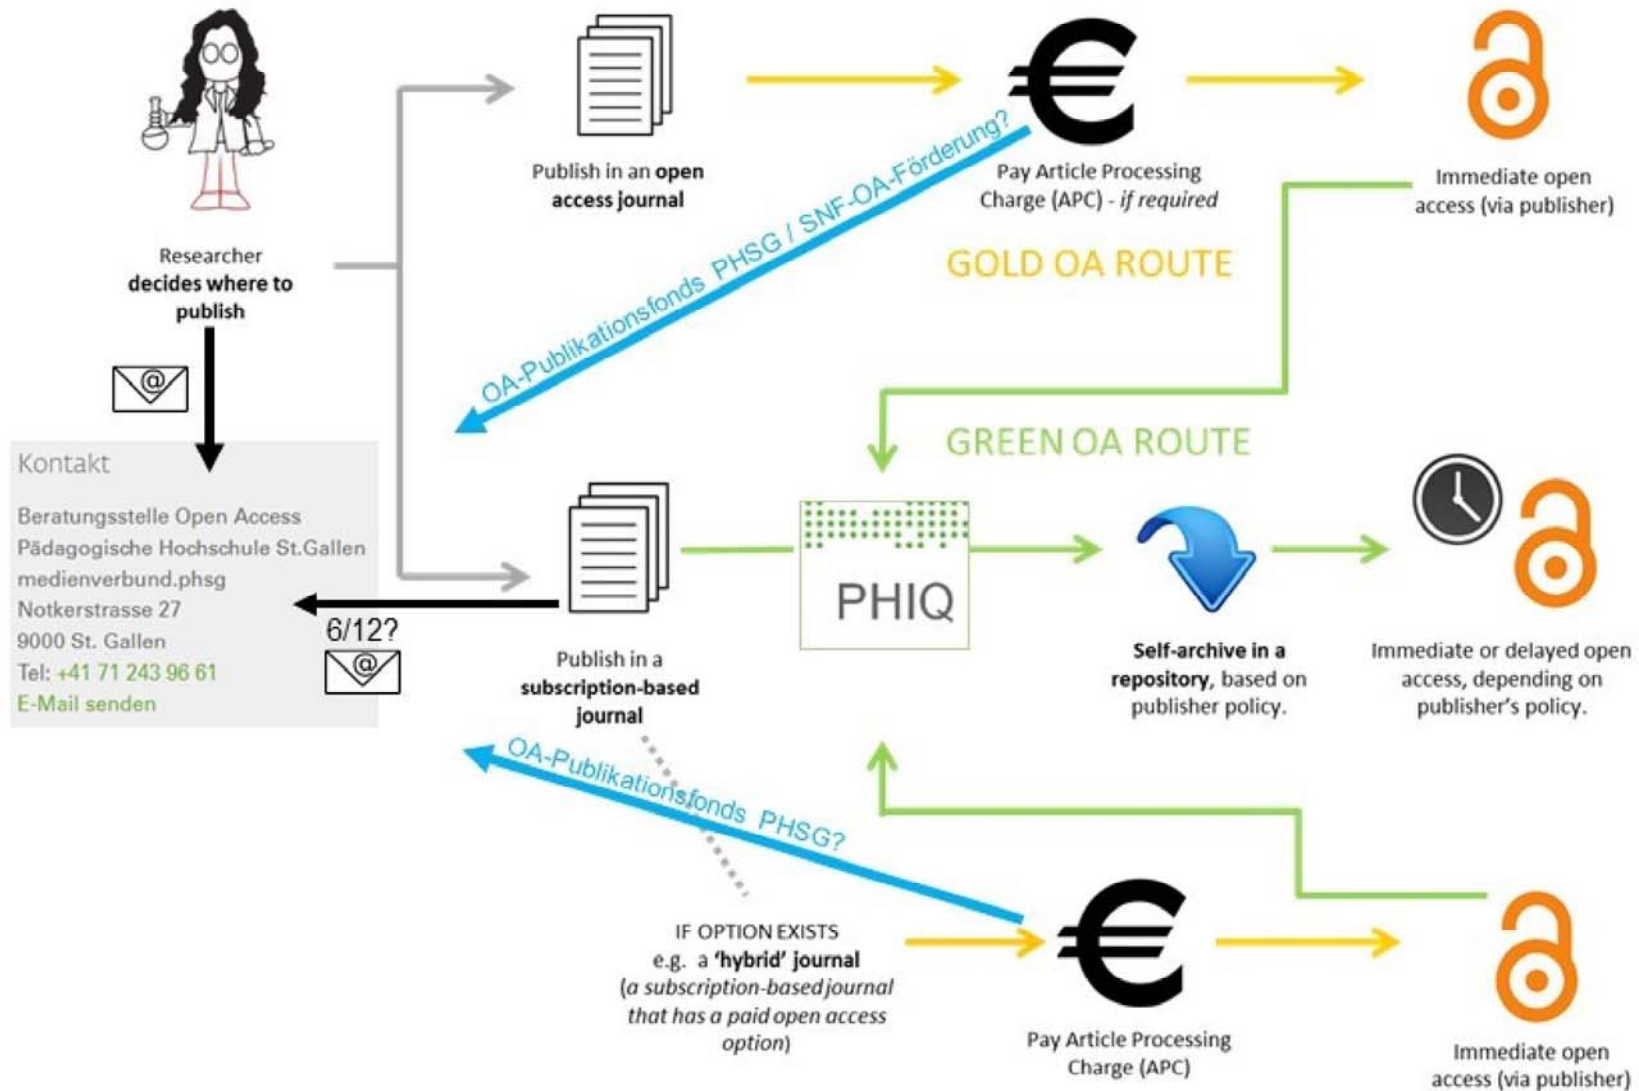 Researcher
decides where to
publish
@
Kontakt
Beratungsstelle Open Access
Pädagogische Hochschule St.Gallen
medienverbund.phsg
Notkerstrasse 27
9000 St. Gallen
Tel: +41 71 243 96 61
E-Mail senden
6/12?
@
Publish in an open
access journal
Pay Article Processing
Charge (APC) - if required
Immediate open
access (via publisher)
OA-Publikationsfonds PHSG / SNF-OA-Förderung?
GOLD OA ROUTE
GREEN OA ROUTE
Publish in a
subscription-based
journal
PHIQ
Self-archive in a
repository, based on
publisher policy.
Immediate or delayed open
access, depending on
publisher's policy.
OA-Publikationsfonds PHSG?
IF OPTION EXISTS
e.g. a 'hybrid' journal
(a subscription-based journal
that has a paid open access
option)
Pay Article Processing
Charge (APC)
Immediate open
access (via publisher)